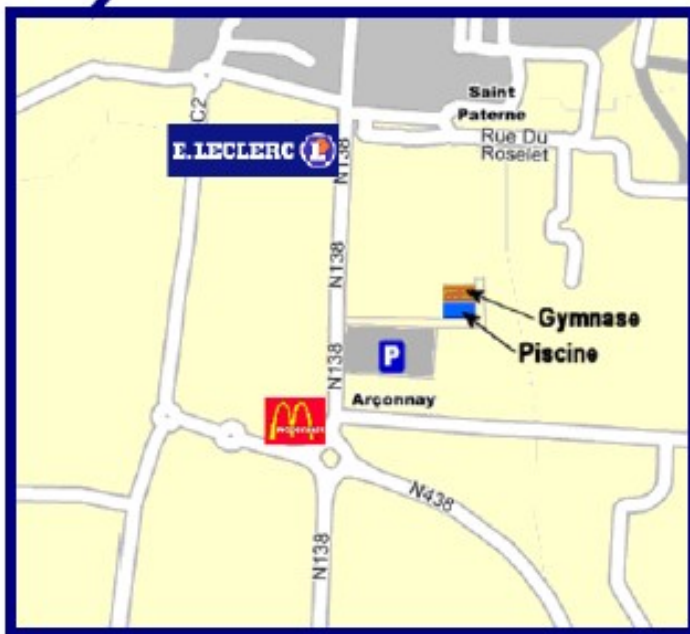 Saint
Paterne
Rue Du
Roselet
C2
E.LECLERC L
N138
N138
Gymnase
Piscine
N138
P
Arçonnay
N438
N138